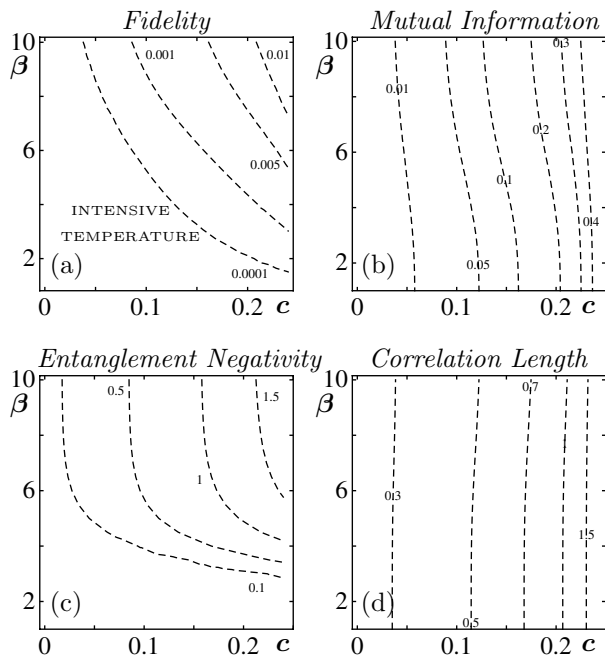 Fidelity
Mutual Information
10
β
6
2
0.001
0.01
0.005
INTENSIVE
TEMPERATURE
0.0001
(a)
0
0.1
c
10
β
6
2
0.3
0.01
0.2
0.1
0.4
0.05
(b)
0
0.1
0.2
c
Entanglement Negativity
Correlation Length
10
β
6
2
0.5
1.5
1
0.1
(c)
0
0.1
c
10
β
6
2
0.7
1
0.3
1.5
0.5
(d)
0
0.1
0.2
c